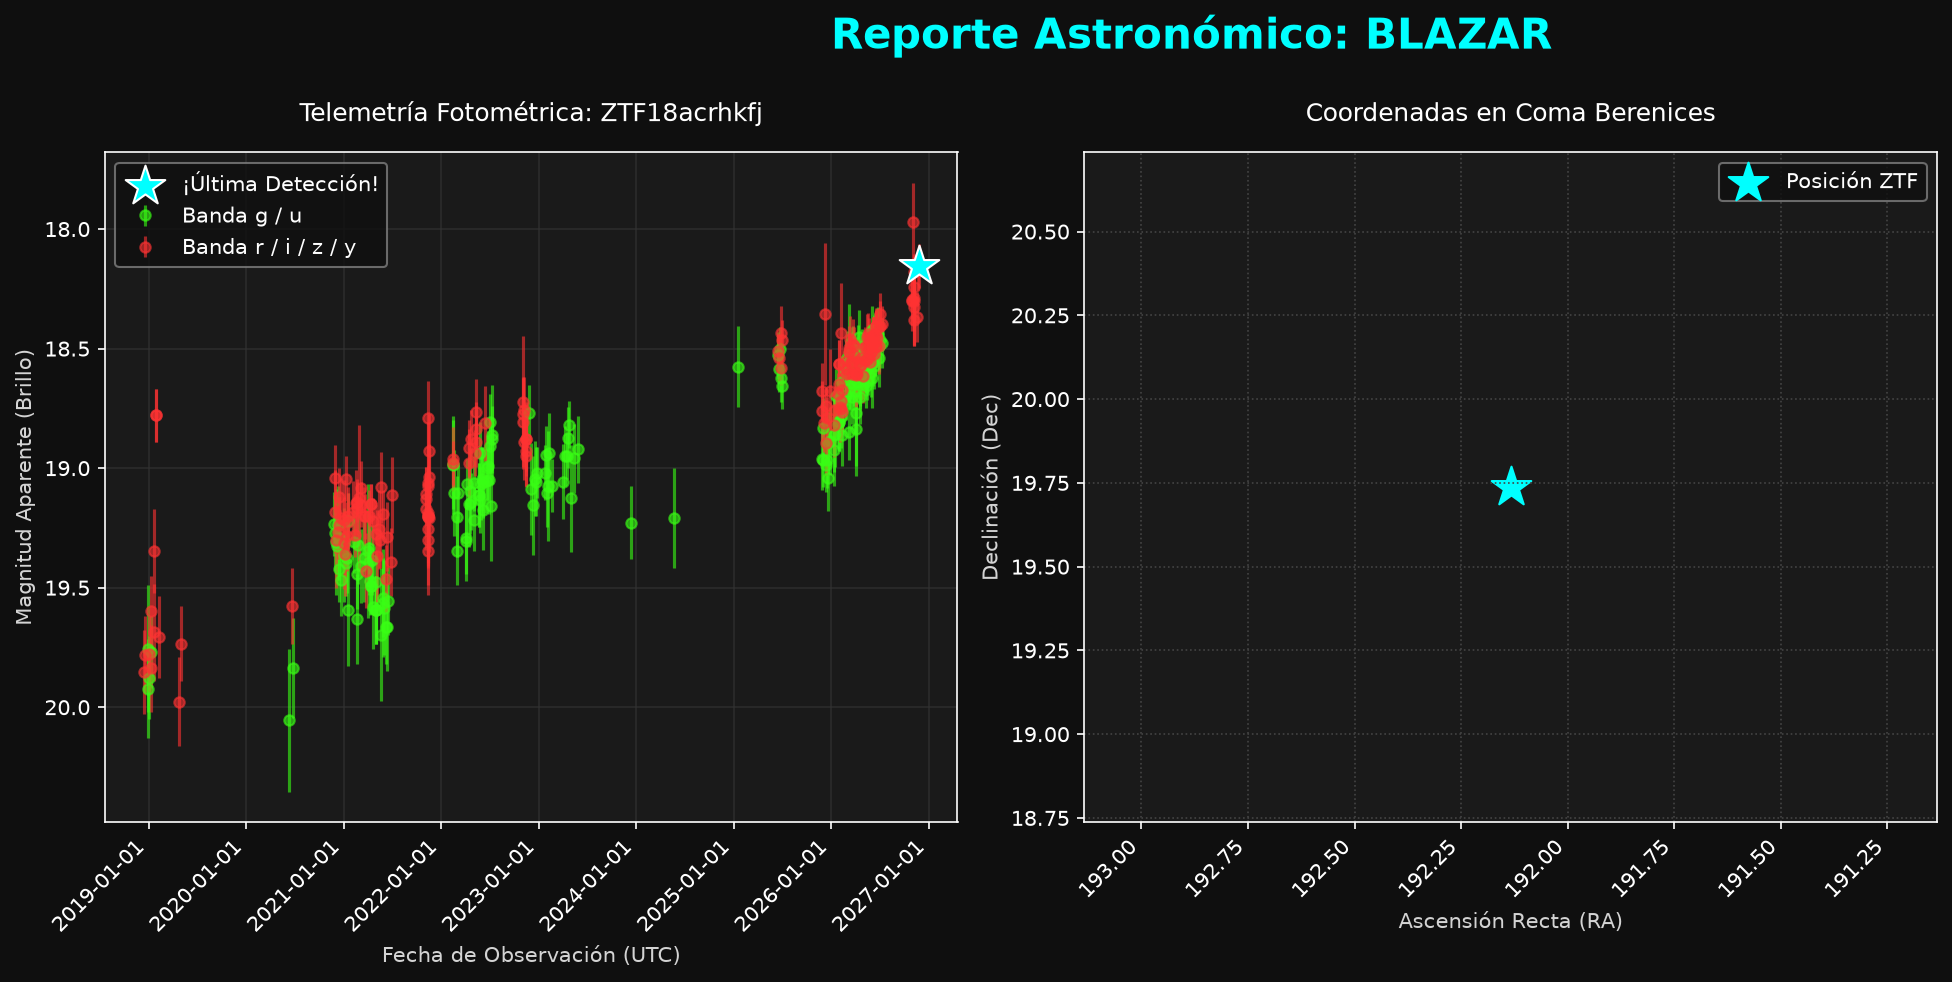 Reporte Astronómico: BLAZAR
Telemetría Fotométrica: ZTF18acrhkfj
¡Última Detección!
Banda g / u
Banda r / i / z / y
Magnitud Aparente (Brillo)
18.0
18.5
19.0
19.5
20.0
2019-01-01
2020-01-01
2021-01-01
2022-01-01
2023-01-01
2024-01-01
2025-01-01
2026-01-01
2027-01-01
Fecha de Observación (UTC)
Coordenadas en Coma Berenices
Posición ZTF
Declinación (Dec)
20.50
20.25
20.00
19.75
19.50
19.25
19.00
18.75
193.00
192.75
192.50
192.25
192.00
191.75
191.50
191.25
Ascensión Recta (RA)